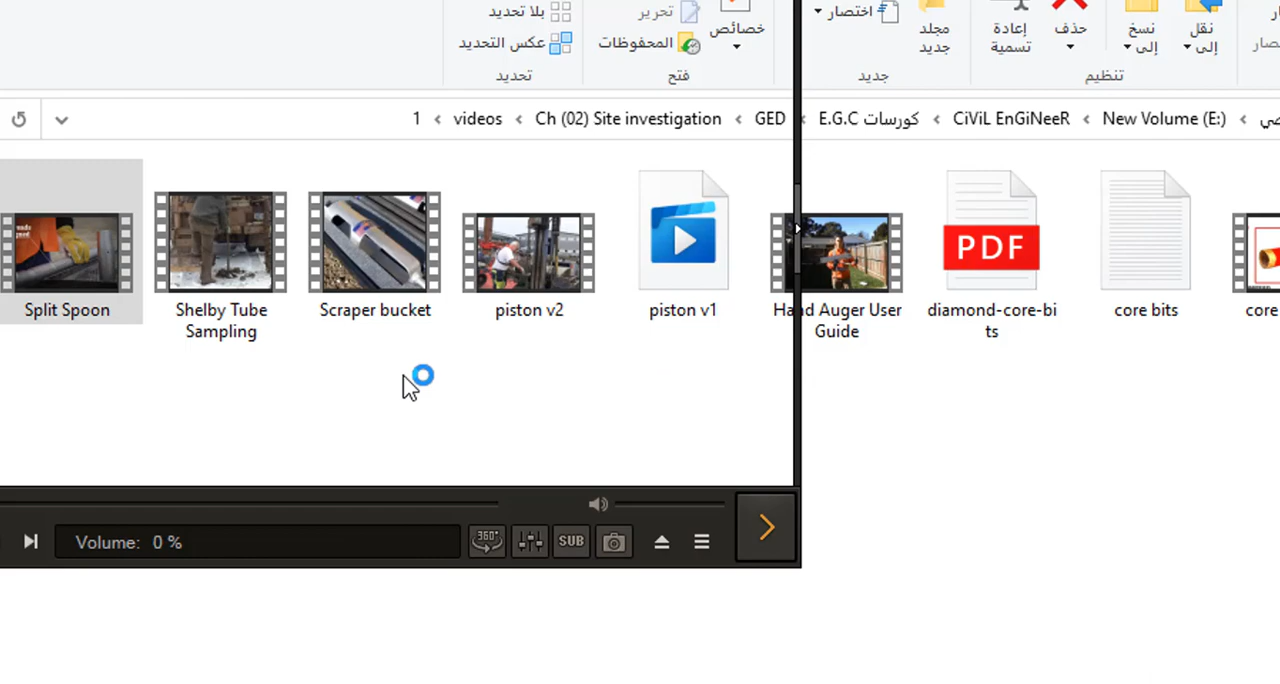 بلا تحديد
عكس التحديد
تحديد
تحرير
المحفوظات
خصائص
فتح
اختصار
مجلد
جديد
جديد
إعادة
تسمية
حذف
نسخ
إلى
نقل
إلى
تنظيم
1 < videos < Ch (02) Site investigation < GED < كورسات E.G.C < CiViL EnGiNeeR < New Volume (E:) <
Split Spoon
Shelby Tube
Sampling
Scraper bucket
piston v2
piston v1
Hand Auger User
Guide
PDF
diamond-core-bi
ts
core bits
core
Volume: 0 %
360°
SUB